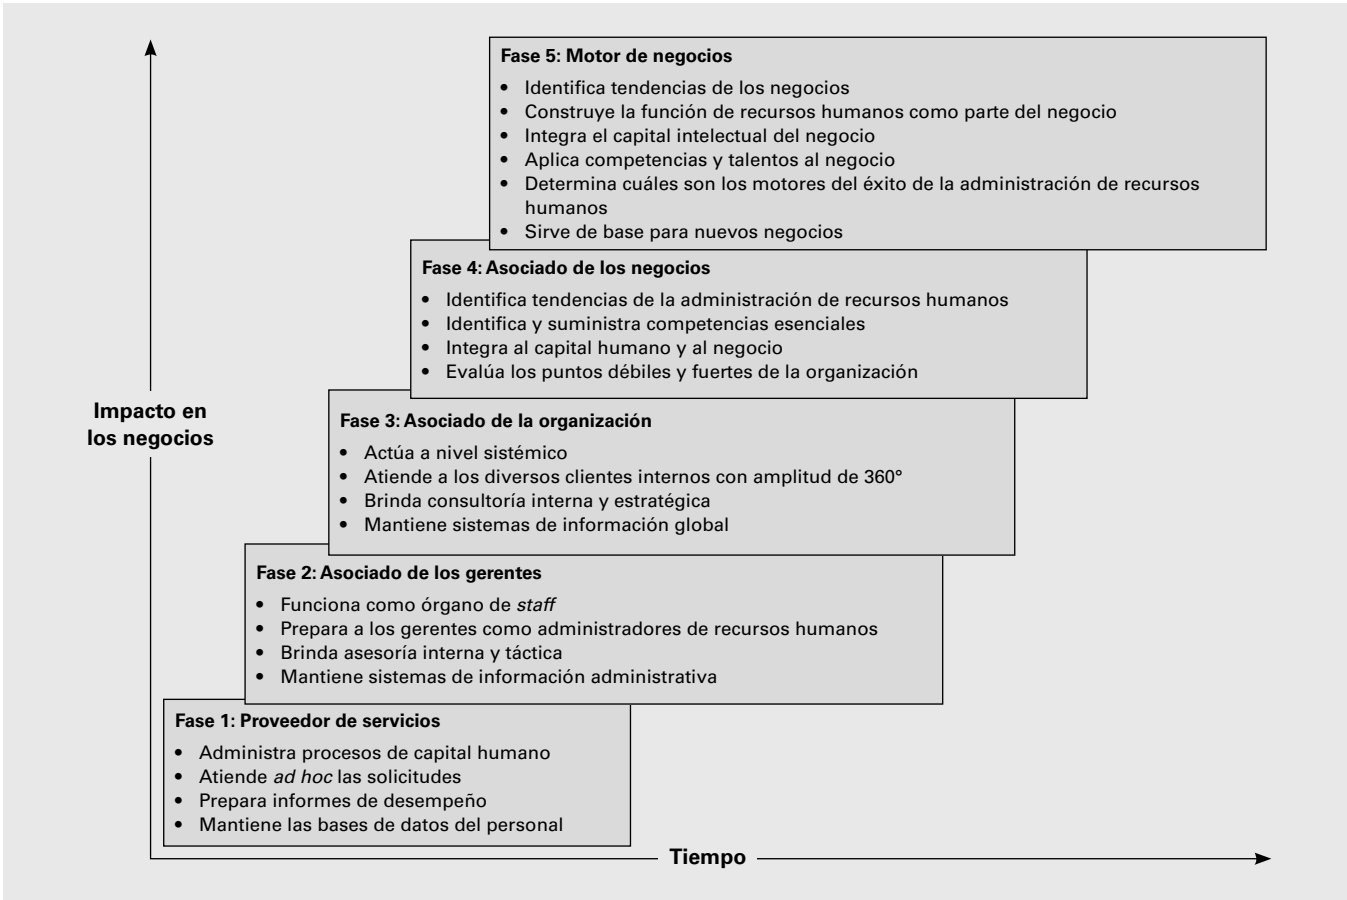 Fase 5: Motor de negocios
• Identifica tendencias de los negocios
• Construye la función de recursos humanos como parte del negocio
• Integra el capital intelectual del negocio
• Aplica competencias y talentos al negocio
• Determina cuáles son los motores del éxito de la administración de recursos
humanos
• Sirve de base para nuevos negocios
Fase 4: Asociado de los negocios
• Identifica tendencias de la administración de recursos humanos
• Identifica y suministra competencias esenciales
• Integra al capital humano y al negocio
• Evalúa los puntos débiles y fuertes de la organización
Impacto en
los negocios
Fase 3: Asociado de la organización
• Actúa a nivel sistémico
• Atiende a los diversos clientes internos con amplitud de 360°
• Brinda consultoría interna y estratégica
• Mantiene sistemas de información global
Fase 2: Asociado de los gerentes
• Funciona como órgano de staff
• Prepara a los gerentes como administradores de recursos humanos
• Brinda asesoría interna y táctica
• Mantiene sistemas de información administrativa
Fase 1: Proveedor de servicios
• Administra procesos de capital humano
• Atiende ad hoc las solicitudes
• Prepara informes de desempeño
• Mantiene las bases de datos del personal
Tiempo